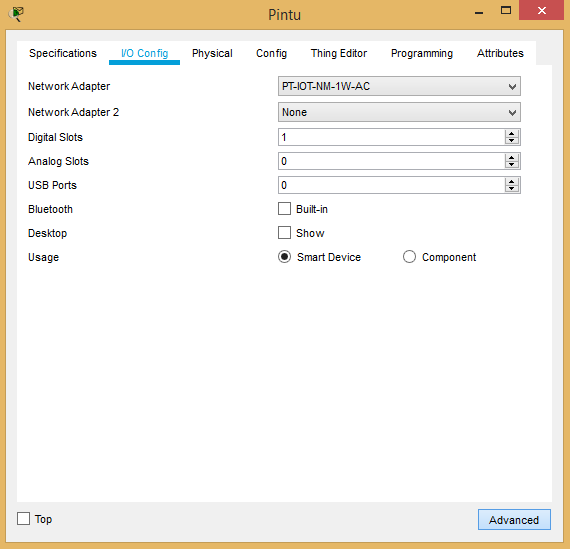 Pintu
Specifications I/O Config Physical Config Thing Editor Programming Attributes
Network Adapter PT-IOT-NM-1W-AC
Network Adapter 2 None
Digital Slots 1
Analog Slots 0
USB Ports 0
Bluetooth Built-in
Desktop Show
Usage Smart Device Component
Top Advanced